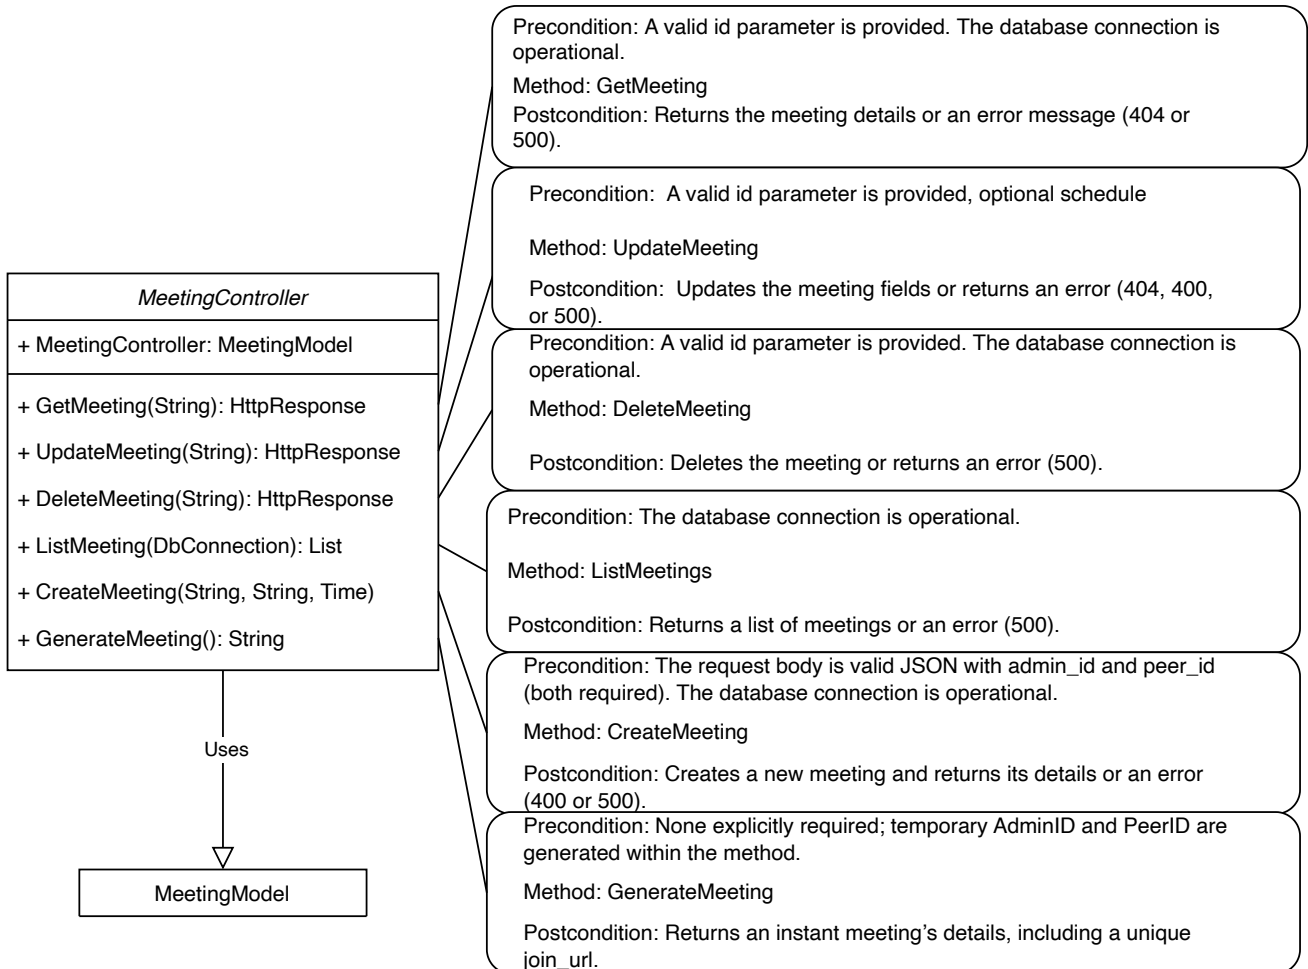 Precondition: A valid id parameter is provided. The database connection is
operational.
Method: GetMeeting
Postcondition: Returns the meeting details or an error message (404 or
500).
Precondition:  A valid id parameter is provided, optional schedule
Method: UpdateMeeting
Postcondition:  Updates the meeting fields or returns an error (404, 400,
or 500).
Precondition: A valid id parameter is provided. The database connection is
operational.
Method: DeleteMeeting
Postcondition: Deletes the meeting or returns an error (500).
Precondition: The database connection is operational.
Method: ListMeetings
Postcondition: Returns a list of meetings or an error (500).
Precondition: The request body is valid JSON with admin_id and peer_id
(both required). The database connection is operational.
Method: CreateMeeting
Postcondition: Creates a new meeting and returns its details or an error
(400 or 500).
Precondition: None explicitly required; temporary AdminID and PeerID are
generated within the method.
Method: GenerateMeeting
Postcondition: Returns an instant meeting’s details, including a unique
join_url.
MeetingController
+ MeetingController: MeetingModel
+ GetMeeting(String): HttpResponse
+ UpdateMeeting(String): HttpResponse
+ DeleteMeeting(String): HttpResponse
+ ListMeeting(DbConnection): List
+ CreateMeeting(String, String, Time)
+ GenerateMeeting(): String
Uses
MeetingModel